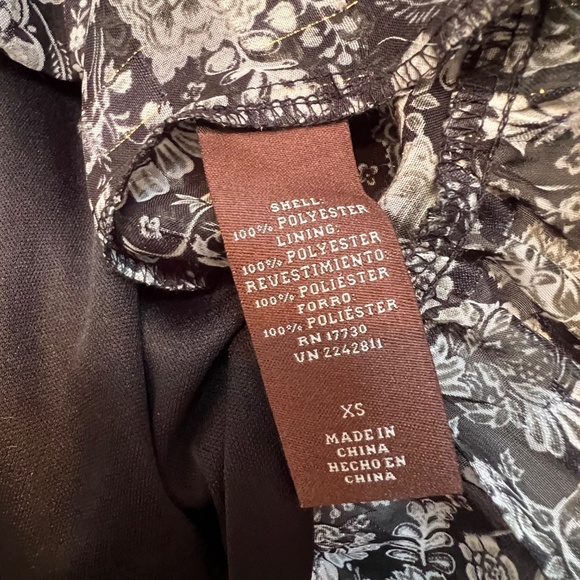 SHELL:
100% POLYESTER
LINING:
100% POLYESTER
REVESTIMIENTO:
100% POLIÉSTER
FORRO:
100% POLIÉSTER
RN 17730
VN 2242811
XS
MADE IN
CHINA
HECHO EN
CHINA